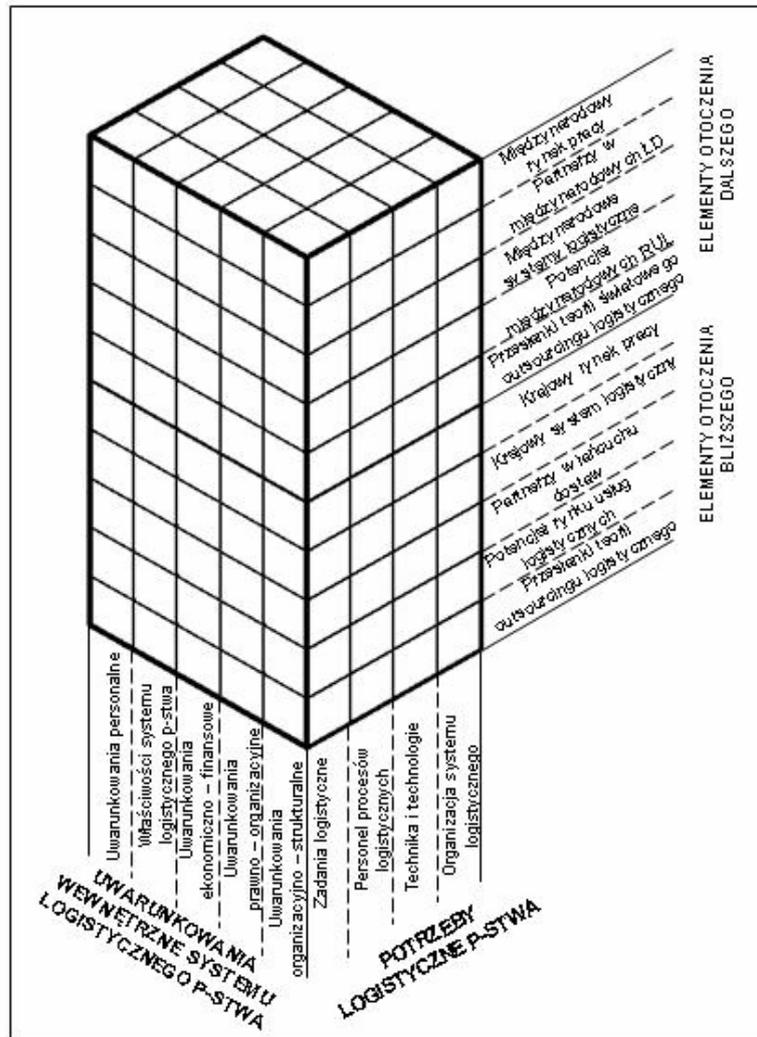 Międzynarodowy
rynek pracy
Partnerzy w
międzynarodowych ŁD
Międzynarodowe
systemy logistyczne
Potencjał
międzynarodowych RUL
Przesłanki teorii światowego
outsourcingu logistycznego
Krajowy rynek pracy
Krajowy system logistyczny
Partnerzy w łańcuchu
dostaw
Potencjał rynku usług
logistycznych
Przesłanki teorii
outsourcingu logistycznego
ELEMENTY OTOCZENIA
DALSZEGO
ELEMENTY OTOCZENIA
BLIŻSZEGO
Uwarunkowania personalne
Właściwości systemu
logistycznego p-stwa
Uwarunkowania
ekonomiczno – finansowe
Uwarunkowania
prawno – organizacyjne
Uwarunkowania
organizacyjno – strukturalne
Zadania logistyczne
Personel procesów
logistycznych
Technika i technologie
Organizacja systemu
logistycznego
UWARUNKOWANIA
WEWNĘTRZNE SYSTEMU
LOGISTYCZNEGO P-STWA
POTRZEBY
LOGISTYCZNE P-STWA